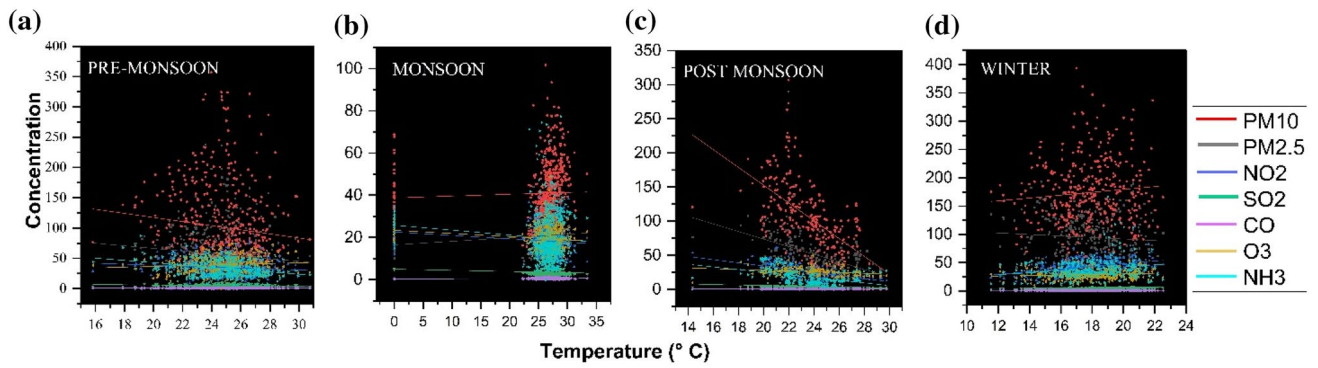 (a)
(b)
(c)
(d)
PRE-MONSOON
MONSOON
POST MONSOON
WINTER
Concentration
400
350
300
250
200
150
100
50
0
16 18 20 22 24 26 28 30
100
80
60
40
20
0
0 5 10 15 20 25 30 35
350
300
250
200
150
100
50
0
14 16 18 20 22 24 26 28 30
400
350
300
250
200
150
100
50
0
10 12 14 16 18 20 22 24
Temperature (° C)
PM10
PM2.5
NO2
SO2
CO
O3
NH3